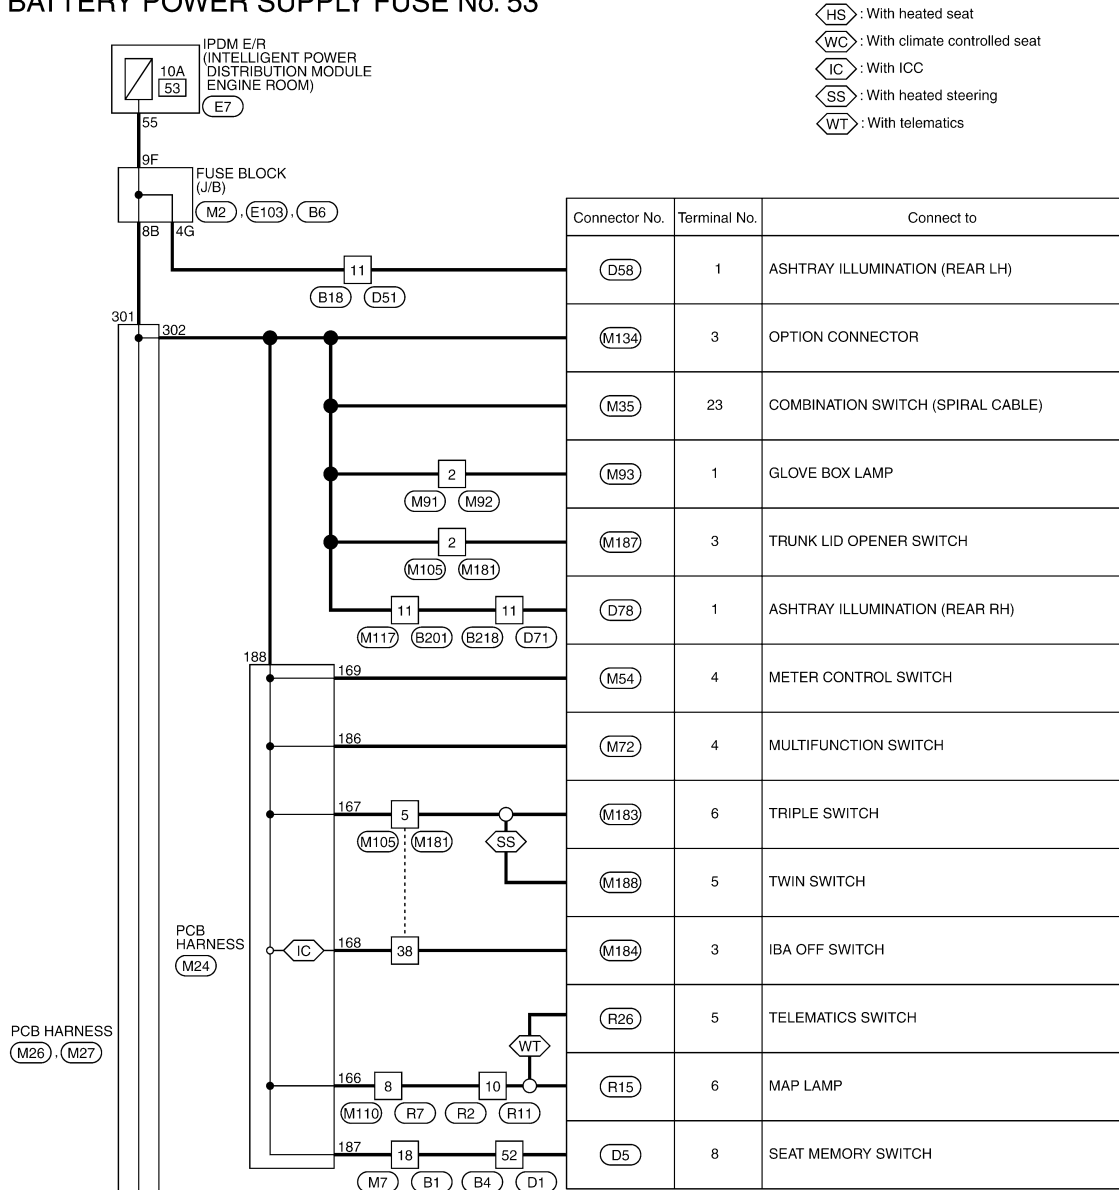 BATTERY POWER SUPPLY FUSE No. 53
HS : With heated seat
WC : With climate controlled seat
IC : With ICC
SS : With heated steering
WT : With telematics
IPDM E/R
(INTELLIGENT POWER
DISTRIBUTION MODULE
ENGINE ROOM)
E7
10A
53
55
9F
FUSE BLOCK
(J/B)
M2 , E103 , B6
8B 4G
Connector No. Terminal No. Connect to
11
B18 D51
D58 1 ASHTRAY ILLUMINATION (REAR LH)
301
302
M134 3 OPTION CONNECTOR
M35 23 COMBINATION SWITCH (SPIRAL CABLE)
2
M91 M92
M93 1 GLOVE BOX LAMP
2
M105 M181
M187 3 TRUNK LID OPENER SWITCH
11 11
M117 B201 B218 D71
D78 1 ASHTRAY ILLUMINATION (REAR RH)
188
169
M54 4 METER CONTROL SWITCH
186
M72 4 MULTIFUNCTION SWITCH
167
5
M105 M181
SS
M183 6 TRIPLE SWITCH
M188 5 TWIN SWITCH
PCB
HARNESS
M24
IC
168
38
M184 3 IBA OFF SWITCH
PCB HARNESS
M26 , M27
WT
R26 5 TELEMATICS SWITCH
166
8 10
M110 R7 R2 R11
R15 6 MAP LAMP
187
18 52
M7 B1 B4 D1
D5 8 SEAT MEMORY SWITCH